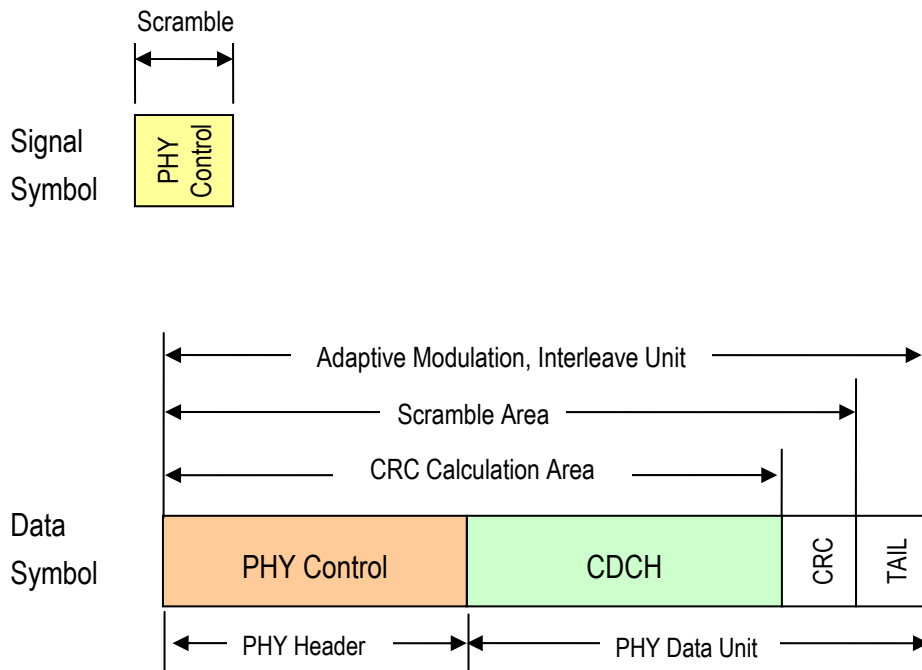 Scramble
Signal
Symbol
PHY
Control
Adaptive Modulation, Interleave Unit
Scramble Area
CRC Calculation Area
Data
Symbol
PHY Control
CDCH
CRC
TAIL
PHY Header
PHY Data Unit